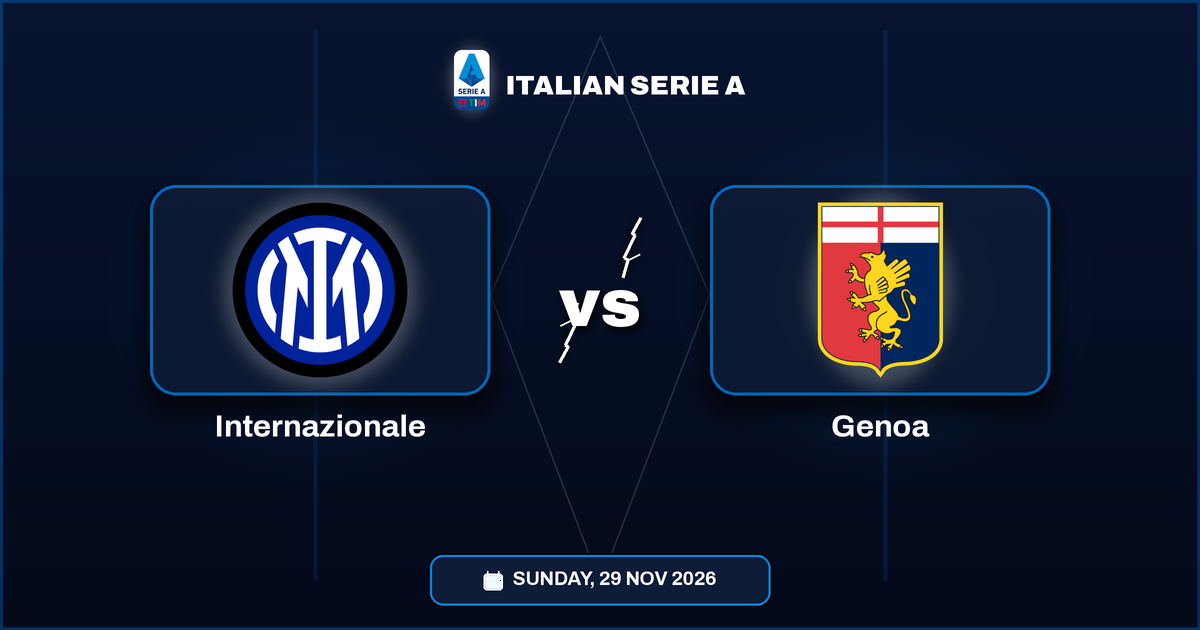 SERIE A
TIM
ITALIAN SERIE A
VS
Internazionale
Genoa
SUNDAY, 29 NOV 2026